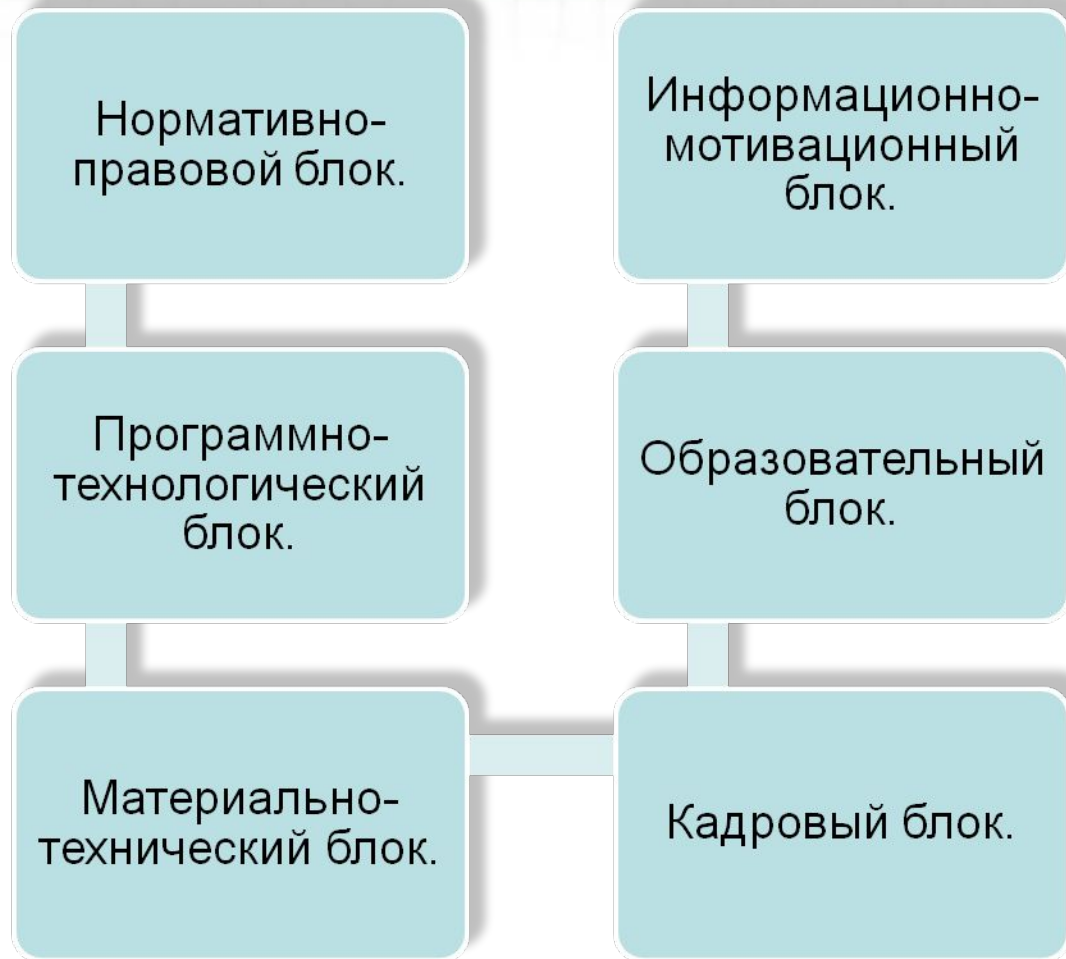 Нормативно-
правовой блок.
Программно-
технологический
блок.
Материально-
технический блок.
Кадровый блок.
Образовательный
блок.
Информационно-
мотивационный
блок.